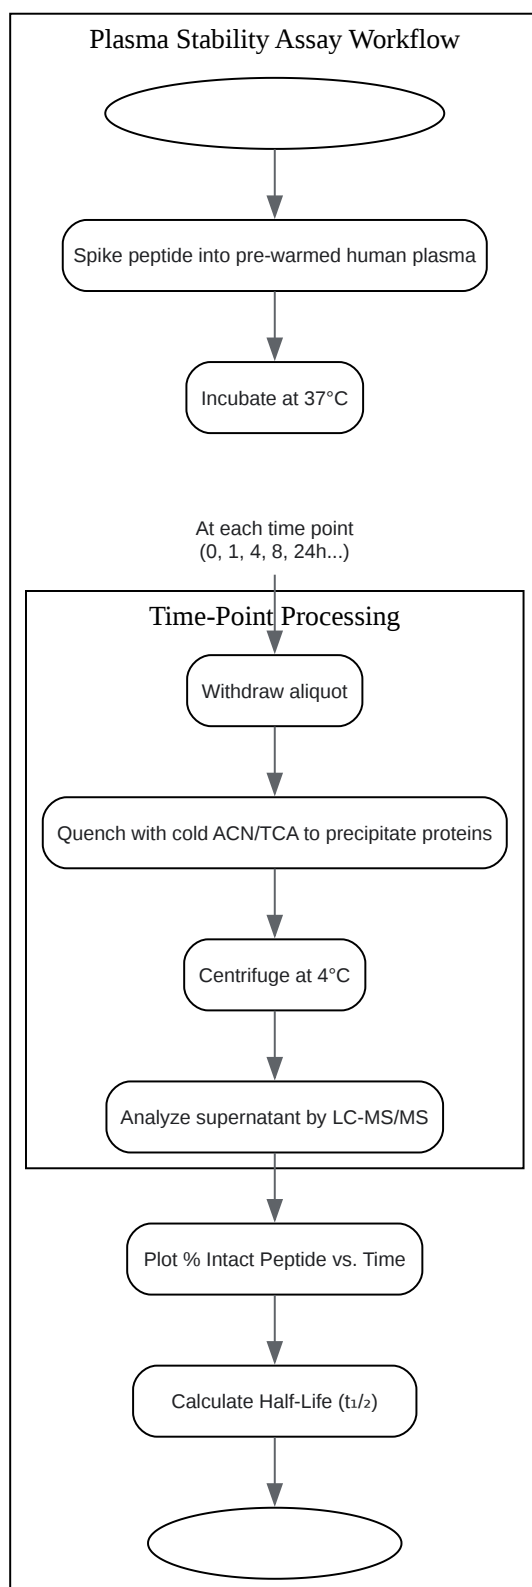 Plasma Stability Assay Workflow
Spike peptide into pre-warmed human plasma
Incubate at 37°C
At each time point
(0, 1, 4, 8, 24h...)
Time-Point Processing
Withdraw aliquot
Quench with cold ACN/TCA to precipitate proteins
Centrifuge at 4°C
Analyze supernatant by LC-MS/MS
Plot % Intact Peptide vs. Time
Calculate Half-Life (t₁/₂)